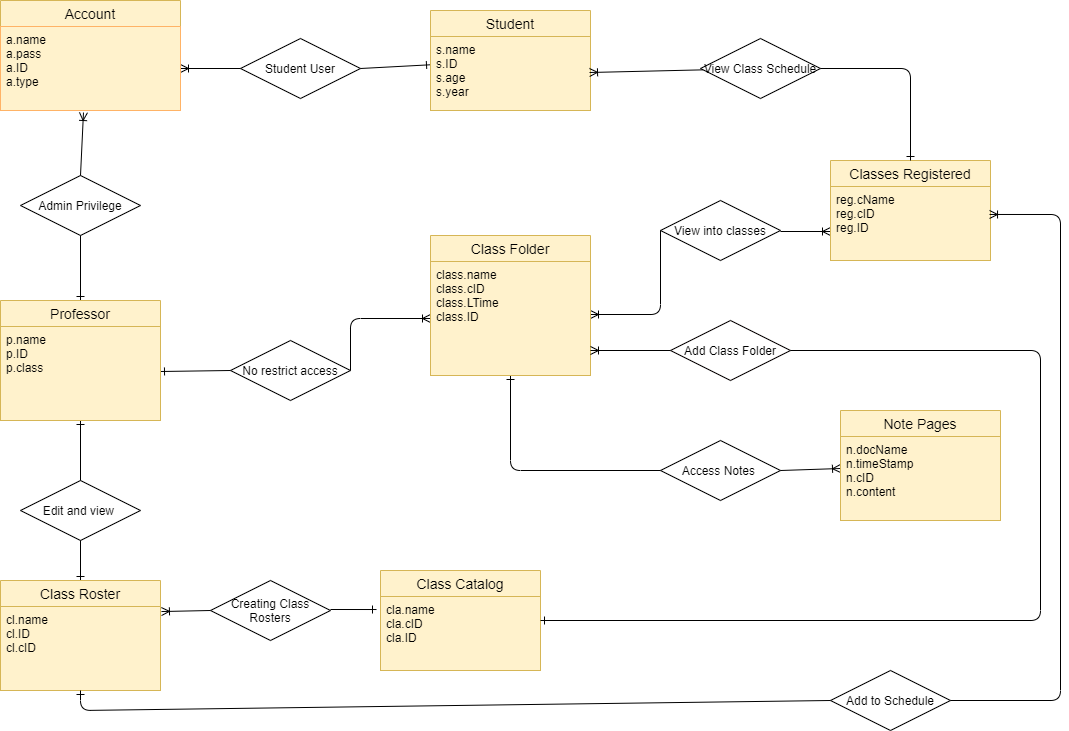 Account
a.name
a.pass
a.ID
a.type
Student User
Student
s.name
s.ID
s.age
s.year
View Class Schedule
Classes Registered
reg.cName
reg.cID
reg.ID
Admin Privilege
View into classes
Class Folder
class.name
class.cID
class.LTime
class.ID
Professor
p.name
p.ID
p.class
No restrict access
Add Class Folder
Note Pages
n.docName
n.timeStamp
n.cID
n.content
Access Notes
Edit and view
Class Roster
cl.name
cl.ID
cl.cID
Creating Class
Rosters
Class Catalog
cla.name
cla.cID
cla.ID
Add to Schedule